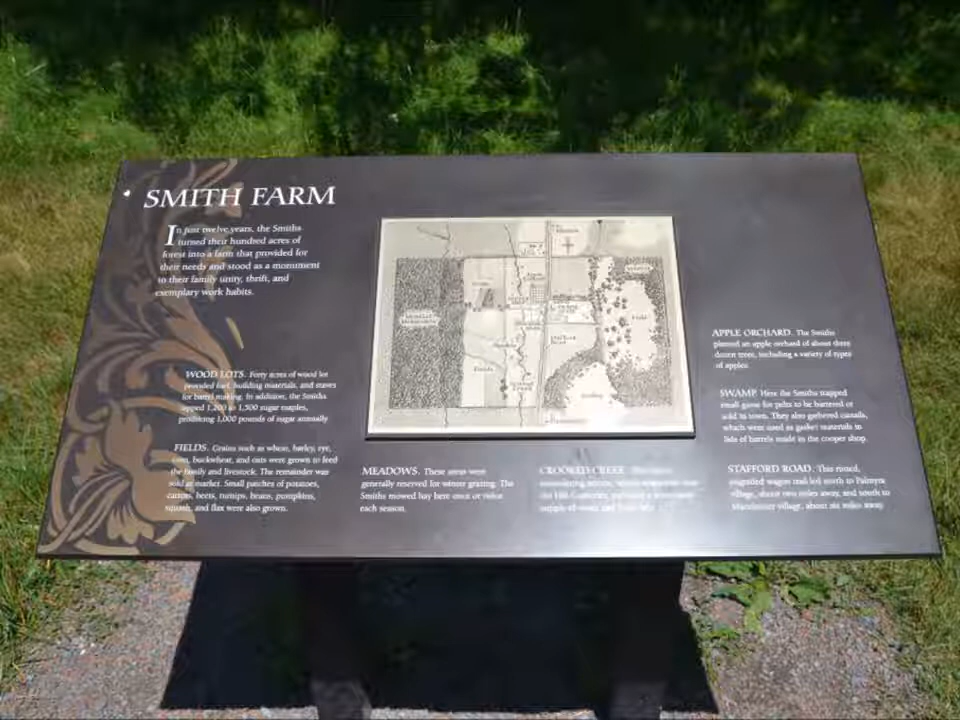 SMITH FARM
In just twelve years, the Smiths
turned their hundred acres of
forest into a farm that provided for
their needs and stood as a monument
to their family unity, thrift, and
exemplary work habits.
WOOD LOTS. Forty acres of wood lot
provided fuel, building materials, and staves
for barrel making. In addition, the Smiths
tapped 1,200 to 1,500 sugar maples,
producing 1,000 pounds of sugar annually
FIELDS. Grains such as wheat, barley, rye,
corn, buckwheat, and oats were grown to feed
the family and livestock. The remainder was
sold at market. Small patches of potatoes,
carrots, beets, turnips, beans, pumpkins,
squash, and flax were also grown.
MEADOWS. These areas were
generally reserved for winter grazing. The
Smiths mowed hay here once or twice
each season.
CROOKED CREEK.
APPLE ORCHARD. The Smiths
planted an apple orchard of about three
dozen trees, including a variety of types
of apples.
SWAMP. Here the Smiths trapped
small game for pelts to be bartered or
sold in town. They also gathered cattails,
which were used as gasket materials in
lids of barrels made in the cooper shop.
STAFFORD ROAD. This rutted,
ungraded wagon trail led north to Palmyra
village, about two miles away, and south to
Manchester village, about six miles away.